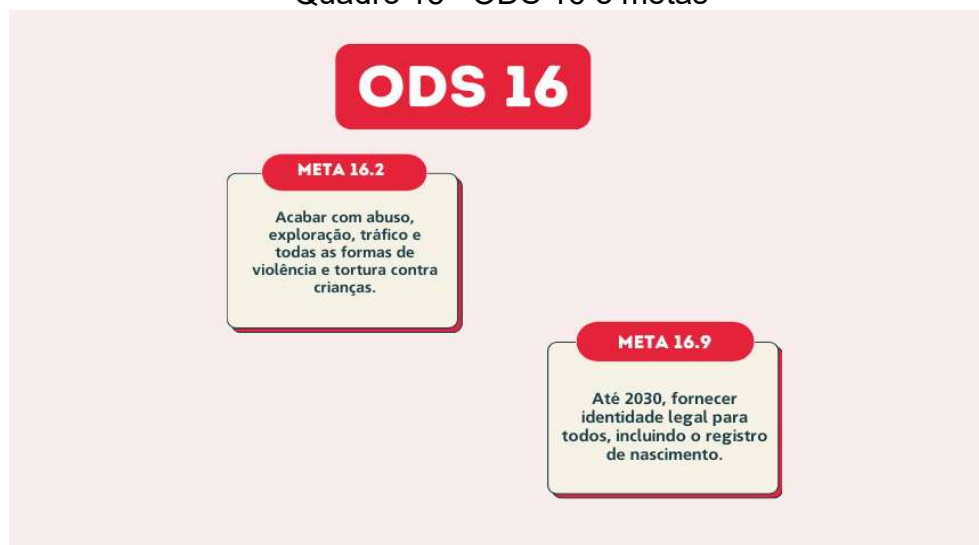 ODS 16
META 16.2
Acabar com abuso,
exploração, tráfico e
todas as formas de
violência e tortura contra
crianças.
META 16.9
Até 2030, fornecer
identidade legal para
todos, incluindo o registro
de nascimento.